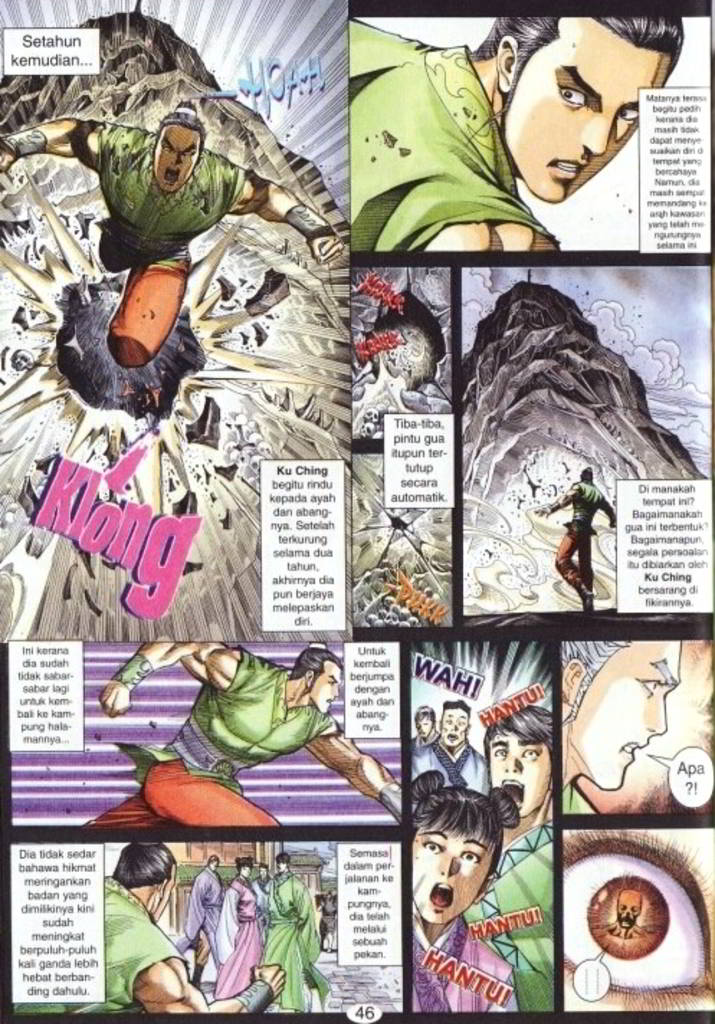 Setahun
kemudian...
HOAH
Klong
Ku Ching
begitu rindu
kepada ayah
dan abang-
nya. Setelah
terkurung
selama dua
tahun,
akhirnya dia
pun berjaya
melepaskan
diri.
Matanya terasa
begitu pedih
kerana dia
masih tidak
dapat menye-
suaikan diri di
tempat yang
bercahaya
Namun, dia
masih sempat
memandang ke
arah kawasan
yang telah me-
ngurungnya
selama ini
Tiba-tiba,
pintu gua
itupun ter-
tutup
secara
automatik.
Di manakah
tempat ini?
Bagaimanakah
gua ini terbentuk?
Bagaimanapun,
segala persoalan
itu dibiarkan oleh
Ku Ching
bersarang di
fikirannya.
Ini kerana
dia sudah
tidak sabar-
sabar lagi
untuk kem-
bali ke kam-
pung hala-
mannya...
Untuk
kembali
berjumpa
dengan
ayah dan
abang-
nya.
WAH!
HANTU!
HANTU!
HANTU!
Apa
?!
Dia tidak sedar
bahawa hikmat
meringankan
badan yang
dimilikinya kini
sudah
meningkat
berpuluh-puluh
kali ganda lebih
hebat berban-
ding dahulu.
Semasa
dalam per-
jalanan ke
kam-
pungnya,
dia telah
melalui
sebuah
pekan.
!!
46